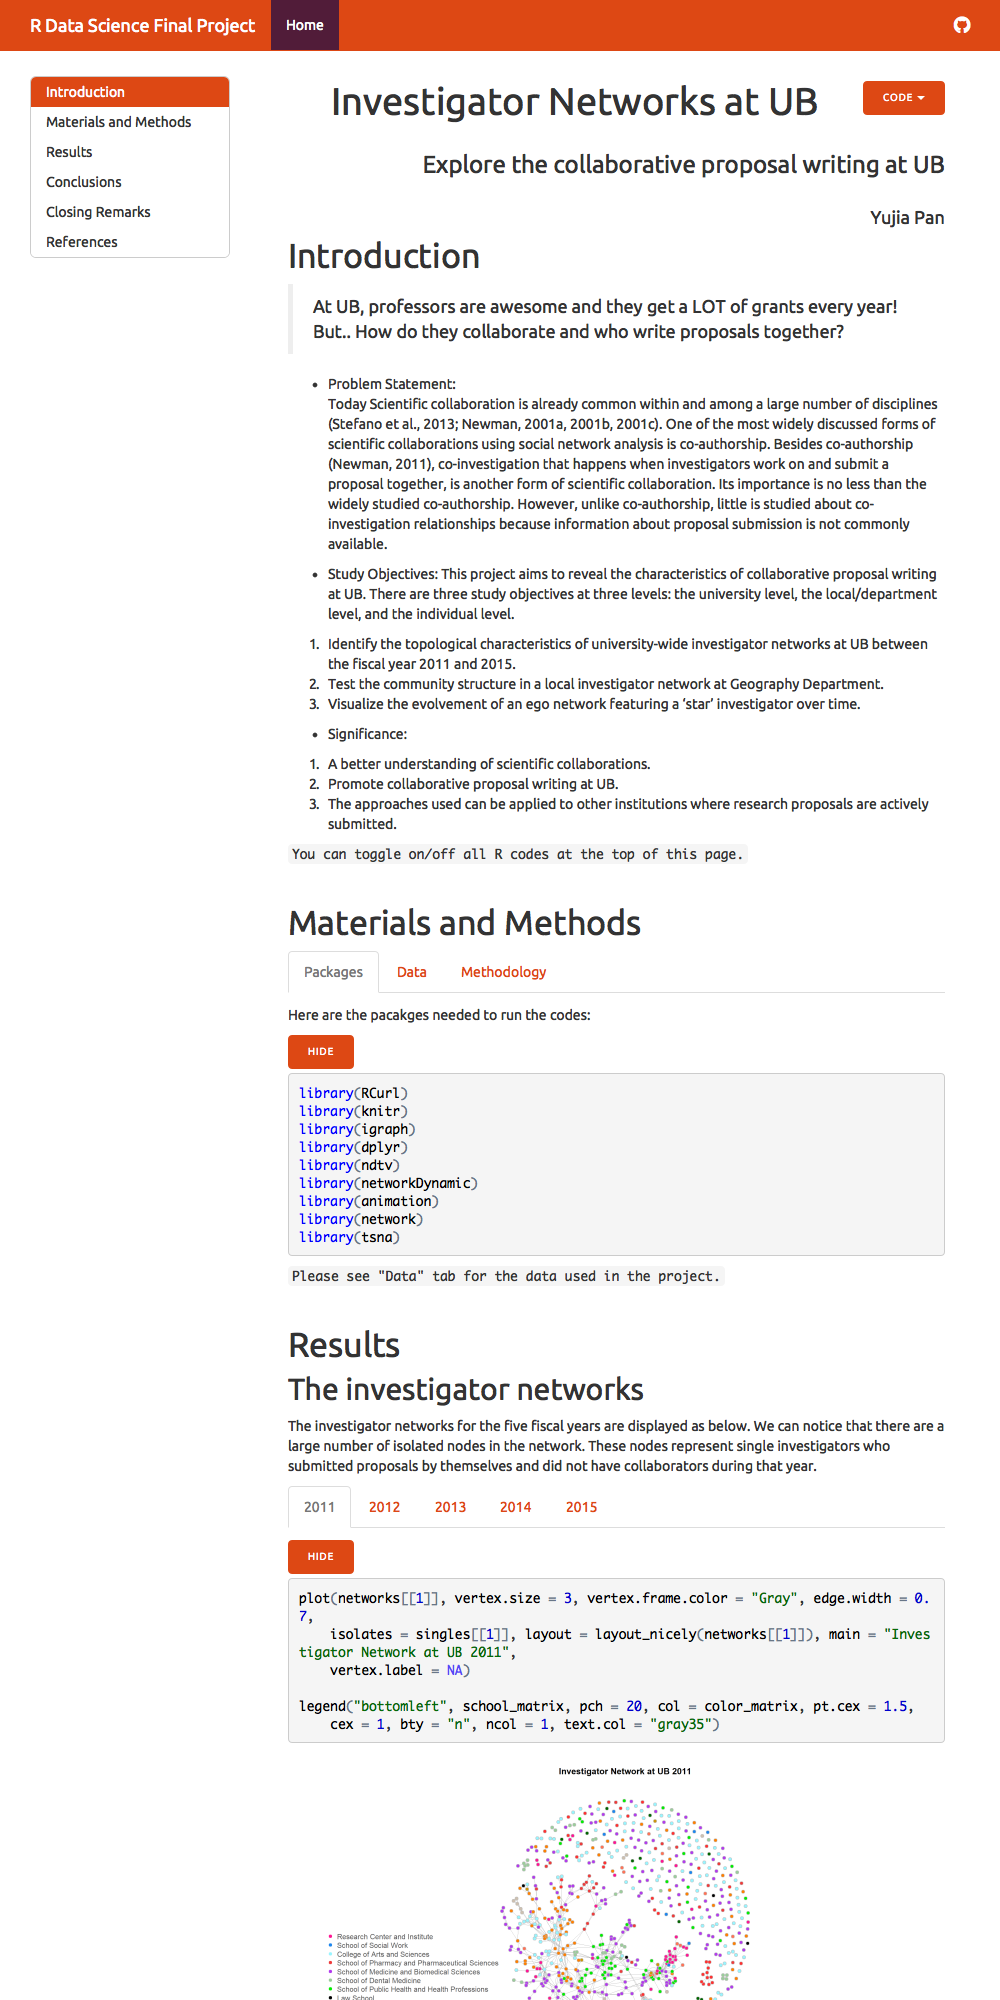 R Data Science Final Project
Home
Introduction
Materials and Methods
Results
Conclusions
Closing Remarks
References
Investigator Networks at UB
CODE
Explore the collaborative proposal writing at UB
Yujia Pan
Introduction
At UB, professors are awesome and they get a LOT of grants every year!
But.. How do they collaborate and who write proposals together?
• Problem Statement:
Today Scientific collaboration is already common within and among a large number of disciplines
(Stefano et al., 2013; Newman, 2001a, 2001b, 2001c). One of the most widely discussed forms of
scientific collaborations using social network analysis is co-authorship. Besides co-authorship
(Newman, 2011), co-investigation that happens when investigators work on and submit a
proposal together, is another form of scientific collaboration. Its importance is no less than the
widely studied co-authorship. However, unlike co-authorship, little is studied about co-
investigation relationships because information about proposal submission is not commonly
available.
• Study Objectives: This project aims to reveal the characteristics of collaborative proposal writing
at UB. There are three study objectives at three levels: the university level, the local/department
level, and the individual level.
1. Identify the topological characteristics of university-wide investigator networks at UB between
the fiscal year 2011 and 2015.
2. Test the community structure in a local investigator network at Geography Department.
3. Visualize the evolvement of an ego network featuring a ‘star’ investigator over time.
• Significance:
1. A better understanding of scientific collaborations.
2. Promote collaborative proposal writing at UB.
3. The approaches used can be applied to other institutions where research proposals are actively
submitted.
You can toggle on/off all R codes at the top of this page.
Materials and Methods
Packages Data Methodology
Here are the pacakges needed to run the codes:
HIDE
library(RCurl)
library(knitr)
library(igraph)
library(dplyr)
library(ndtv)
library(networkDynamic)
library(animation)
library(network)
library(tsna)
Please see "Data" tab for the data used in the project.
Results
The investigator networks
The investigator networks for the five fiscal years are displayed as below. We can notice that there are a
large number of isolated nodes in the network. These nodes represent single investigators who
submitted proposals by themselves and did not have collaborators during that year.
2011 2012 2013 2014 2015
HIDE
plot(networks[[1]], vertex.size = 3, vertex.frame.color = "Gray", edge.width = 0.
7,
isolates = singles[[1]], layout = layout_nicely(networks[[1]]), main = "Inves
tigator Network at UB 2011",
vertex.label = NA)
legend("bottomleft", school_matrix, pch = 20, col = color_matrix, pt.cex = 1.5,
cex = 1, bty = "n", ncol = 1, text.col = "gray35")
Investigator Network at UB 2011
Research Center and Institute
School of Social Work
College of Arts and Sciences
School of Pharmacy and Pharmaceutical Sciences
School of Medicine and Biomedical Sciences
School of Dental Medicine
School of Public Health and Health Professions
Law School